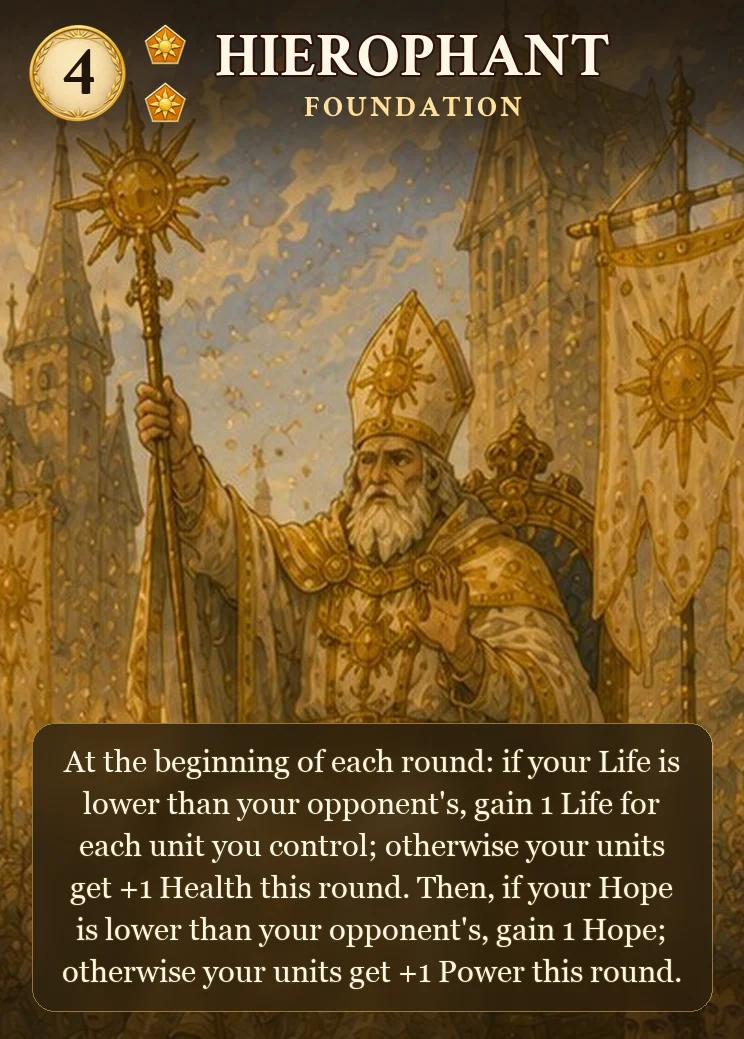 4
HIEROPHANT
FOUNDATION
At the beginning of each round: if your Life is
lower than your opponent's, gain 1 Life for
each unit you control; otherwise your units
get +1 Health this round. Then, if your Hope
is lower than your opponent's, gain 1 Hope;
otherwise your units get +1 Power this round.